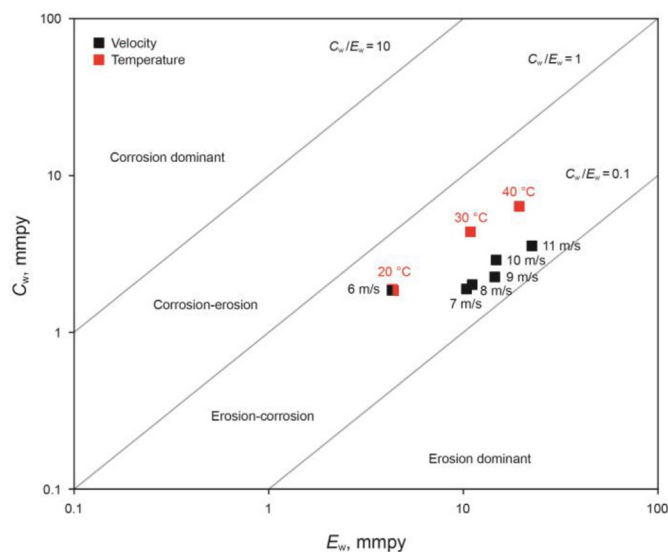 100
Velocity
Temperature
Cw/Ew = 10
Cw/Ew = 1
Corrosion dominant
Cw/Ew = 0.1
10
40 °C
30 °C
11 m/s
10 m/s
20 °C
9 m/s
6 m/s
8 m/s
7 m/s
Corrosion-erosion
Cw, mmpy
1
Erosion-corrosion
Erosion dominant
0.1
0.1 1 10 100
Ew, mmpy